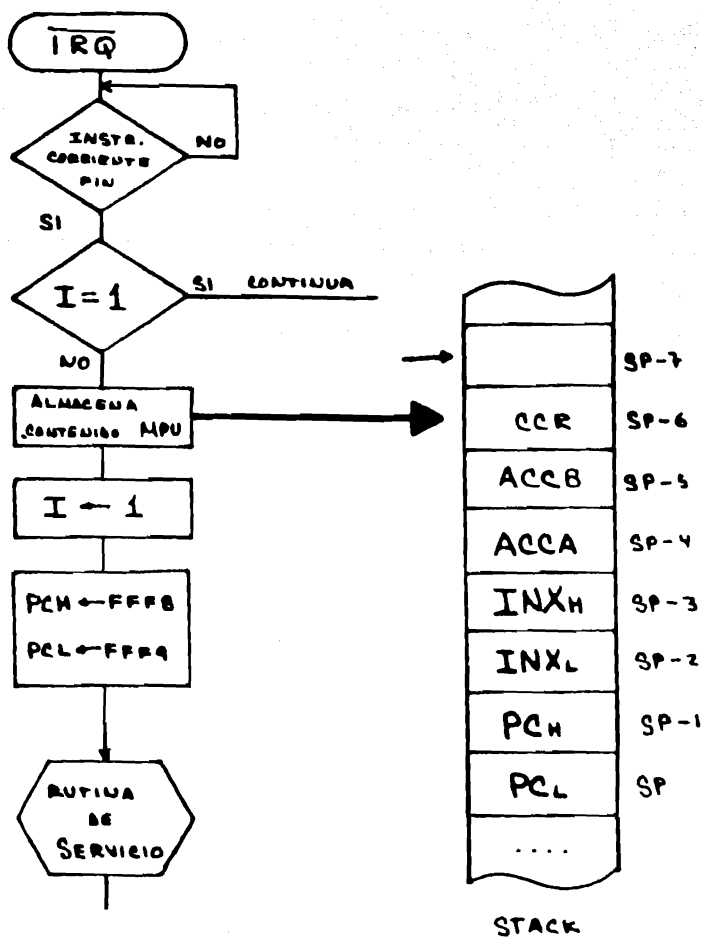 IRQ
INSTR.
CORRIENTE
FIN
NO
SI
I=1
SI CONTINUA
NO
ALMACENA
CONTENIDO MPU
I ← 1
PCH ← FFF8
PCL ← FFF9
RUTINA
DE
SERVICIO
SP-7
CCR SP-6
ACCB SP-5
ACCA SP-4
INXH SP-3
INXL SP-2
PCH SP-1
PCL SP
....
STACK